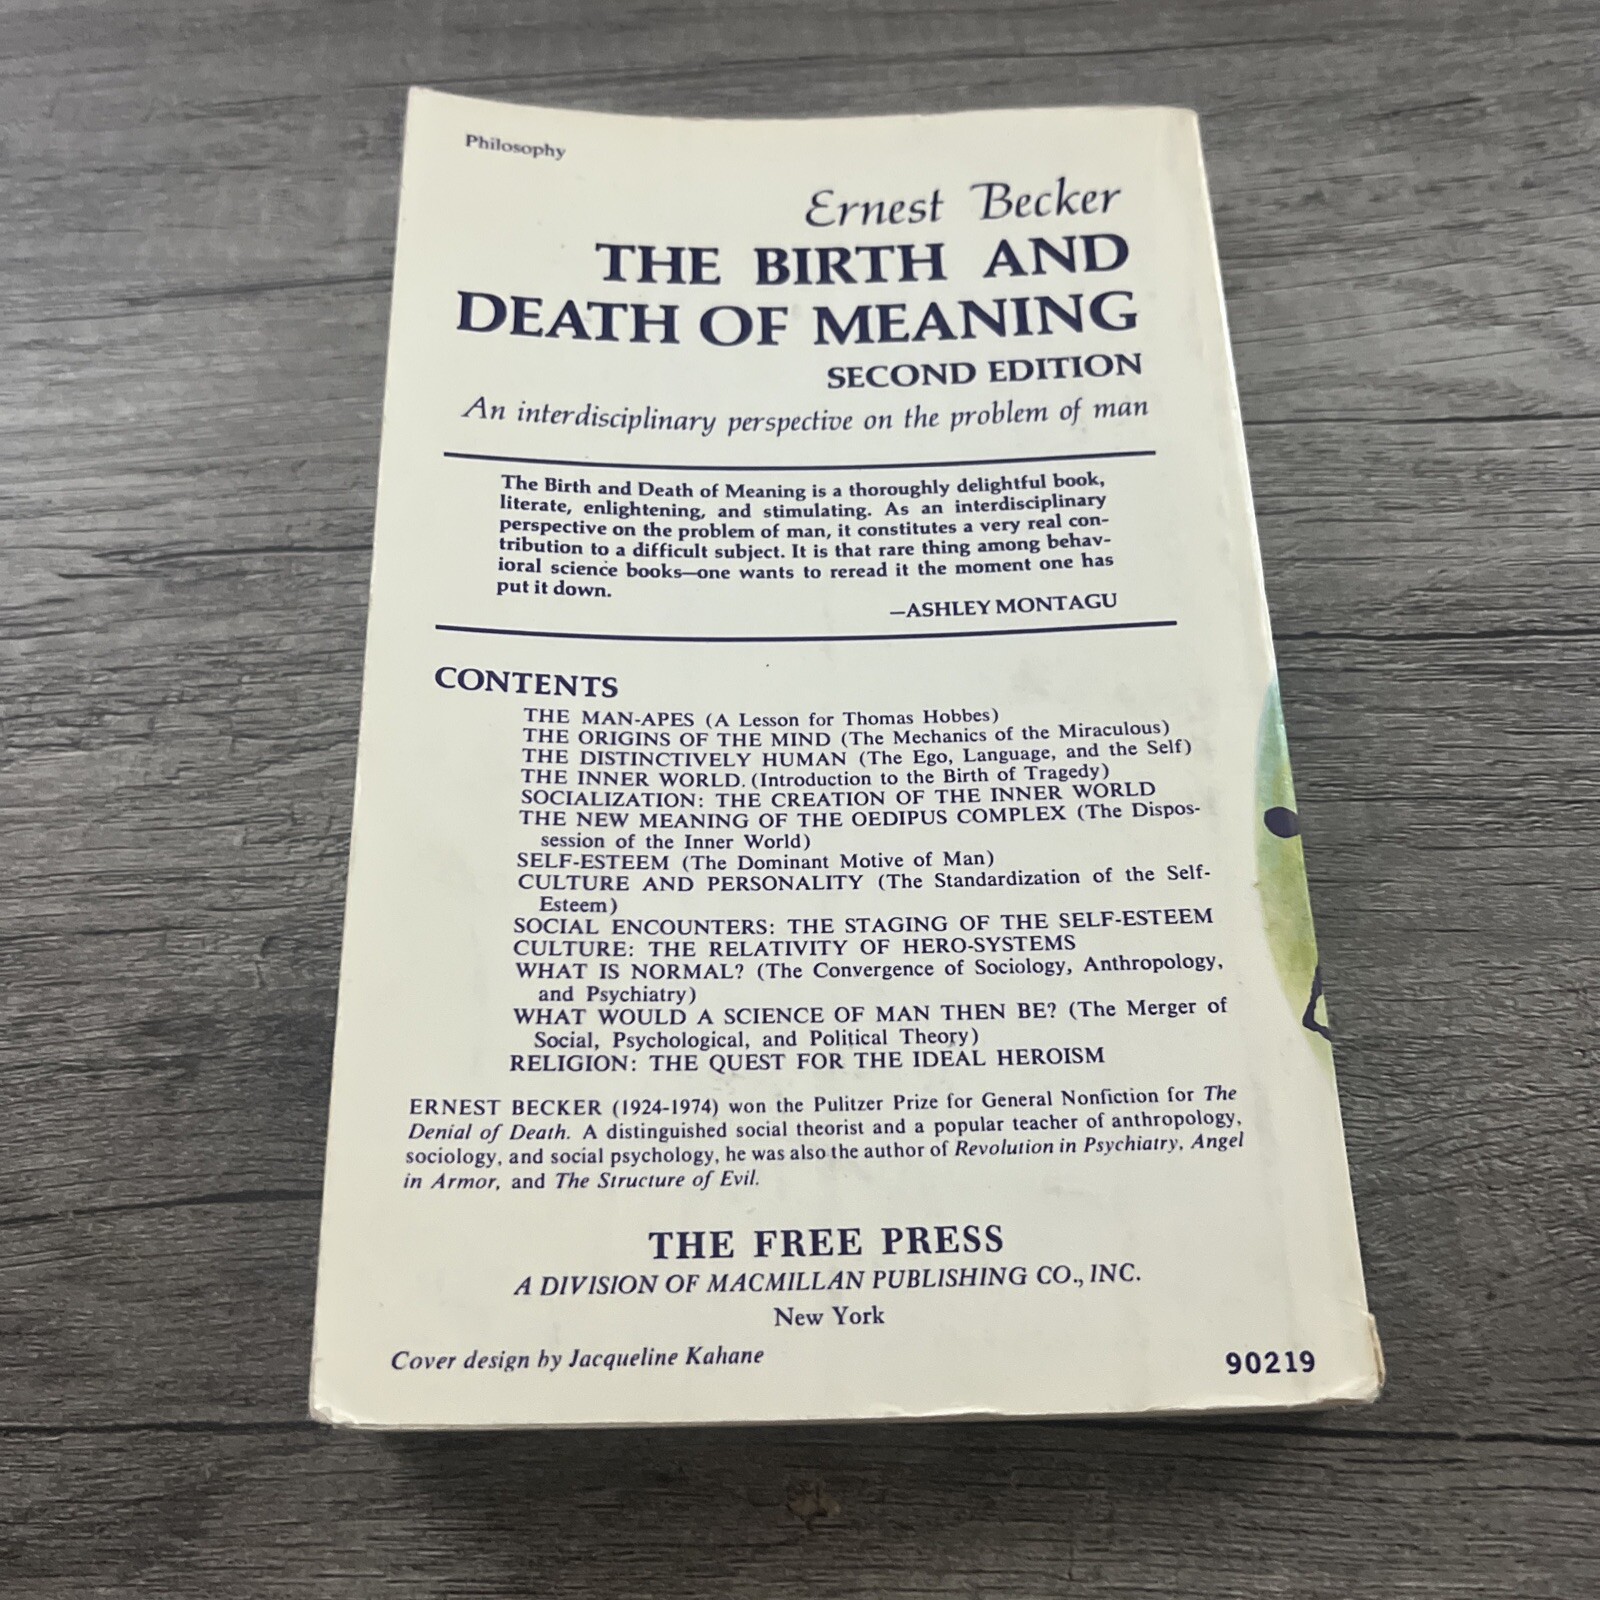 Philosophy
Ernest Becker
THE BIRTH AND
DEATH OF MEANING
SECOND EDITION
An interdisciplinary perspective on the problem of man
The Birth and Death of Meaning is a thoroughly delightful book,
literate, enlightening, and stimulating. As an interdisciplinary
perspective on the problem of man, it constitutes a very real con-
tribution to a difficult subject. It is that rare thing among behav-
ioral science books—one wants to reread it the moment one has
put it down.
—ASHLEY MONTAGU
CONTENTS
THE MAN-APES (A Lesson for Thomas Hobbes)
THE ORIGINS OF THE MIND (The Mechanics of the Miraculous)
THE DISTINCTIVELY HUMAN (The Ego, Language, and the Self)
THE INNER WORLD. (Introduction to the Birth of Tragedy)
SOCIALIZATION: THE CREATION OF THE INNER WORLD
THE NEW MEANING OF THE OEDIPUS COMPLEX (The Dispos-
session of the Inner World)
SELF-ESTEEM (The Dominant Motive of Man)
CULTURE AND PERSONALITY (The Standardization of the Self-
Esteem)
SOCIAL ENCOUNTERS: THE STAGING OF THE SELF-ESTEEM
CULTURE: THE RELATIVITY OF HERO-SYSTEMS
WHAT IS NORMAL? (The Convergence of Sociology, Anthropology,
and Psychiatry)
WHAT WOULD A SCIENCE OF MAN THEN BE? (The Merger of
Social, Psychological, and Political Theory)
RELIGION: THE QUEST FOR THE IDEAL HEROISM
ERNEST BECKER (1924-1974) won the Pulitzer Prize for General Nonfiction for The
Denial of Death. A distinguished social theorist and a popular teacher of anthropology,
sociology, and social psychology, he was also the author of Revolution in Psychiatry, Angel
in Armor, and The Structure of Evil.
THE FREE PRESS
A DIVISION OF MACMILLAN PUBLISHING CO., INC.
New York
Cover design by Jacqueline Kahane
90219